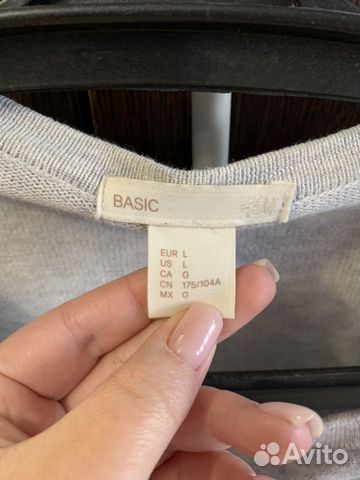 BASIC
EUR L
US L
CA G
CN 175/104A
MX G
Avito